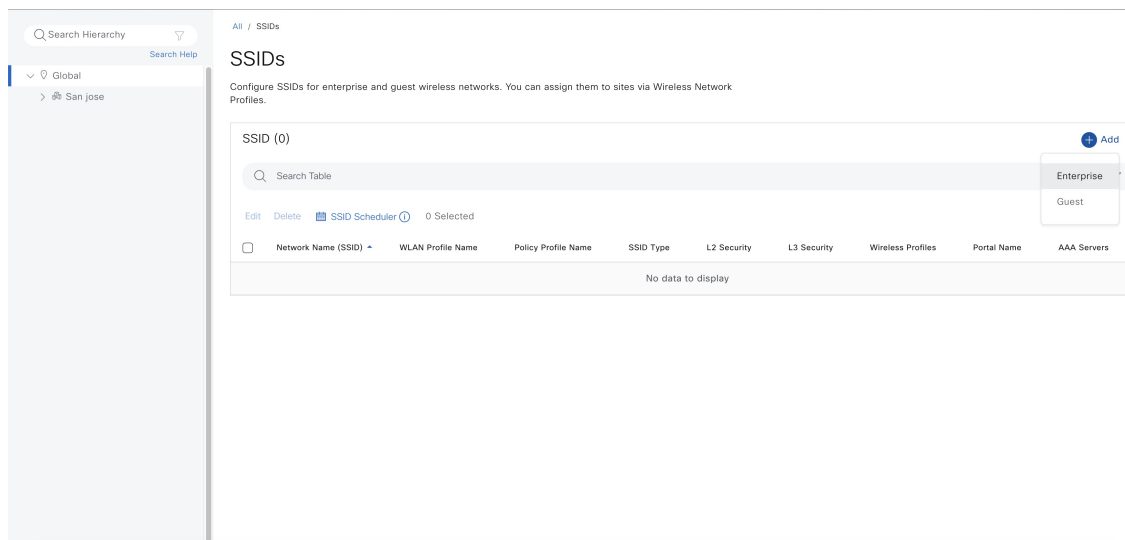 Search Hierarchy
Search Help
Global
San jose
All / SSIDs
SSIDs
Configure SSIDs for enterprise and guest wireless networks. You can assign them to sites via Wireless Network
Profiles.
SSID (0)
Add
Search Table
Enterprise
Guest
Edit Delete SSID Scheduler 0 Selected
Network Name (SSID) WLAN Profile Name Policy Profile Name SSID Type L2 Security L3 Security Wireless Profiles Portal Name AAA Servers
No data to display